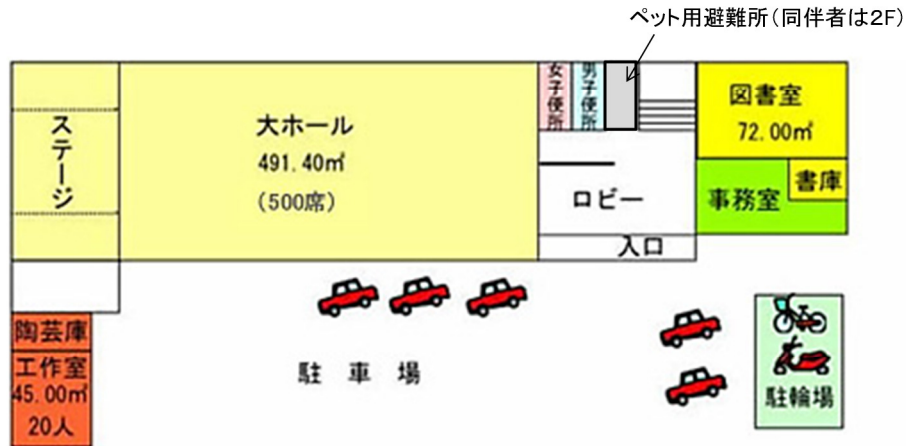 ペット用避難所(同伴者は2F)
女子便所
男子便所
図書室
72.00㎡
ステージ
大ホール
491.40㎡
(500席)
ロビー
事務室
書庫
入口
陶芸庫
工作室
45.00㎡
20人
駐車場
駐輪場